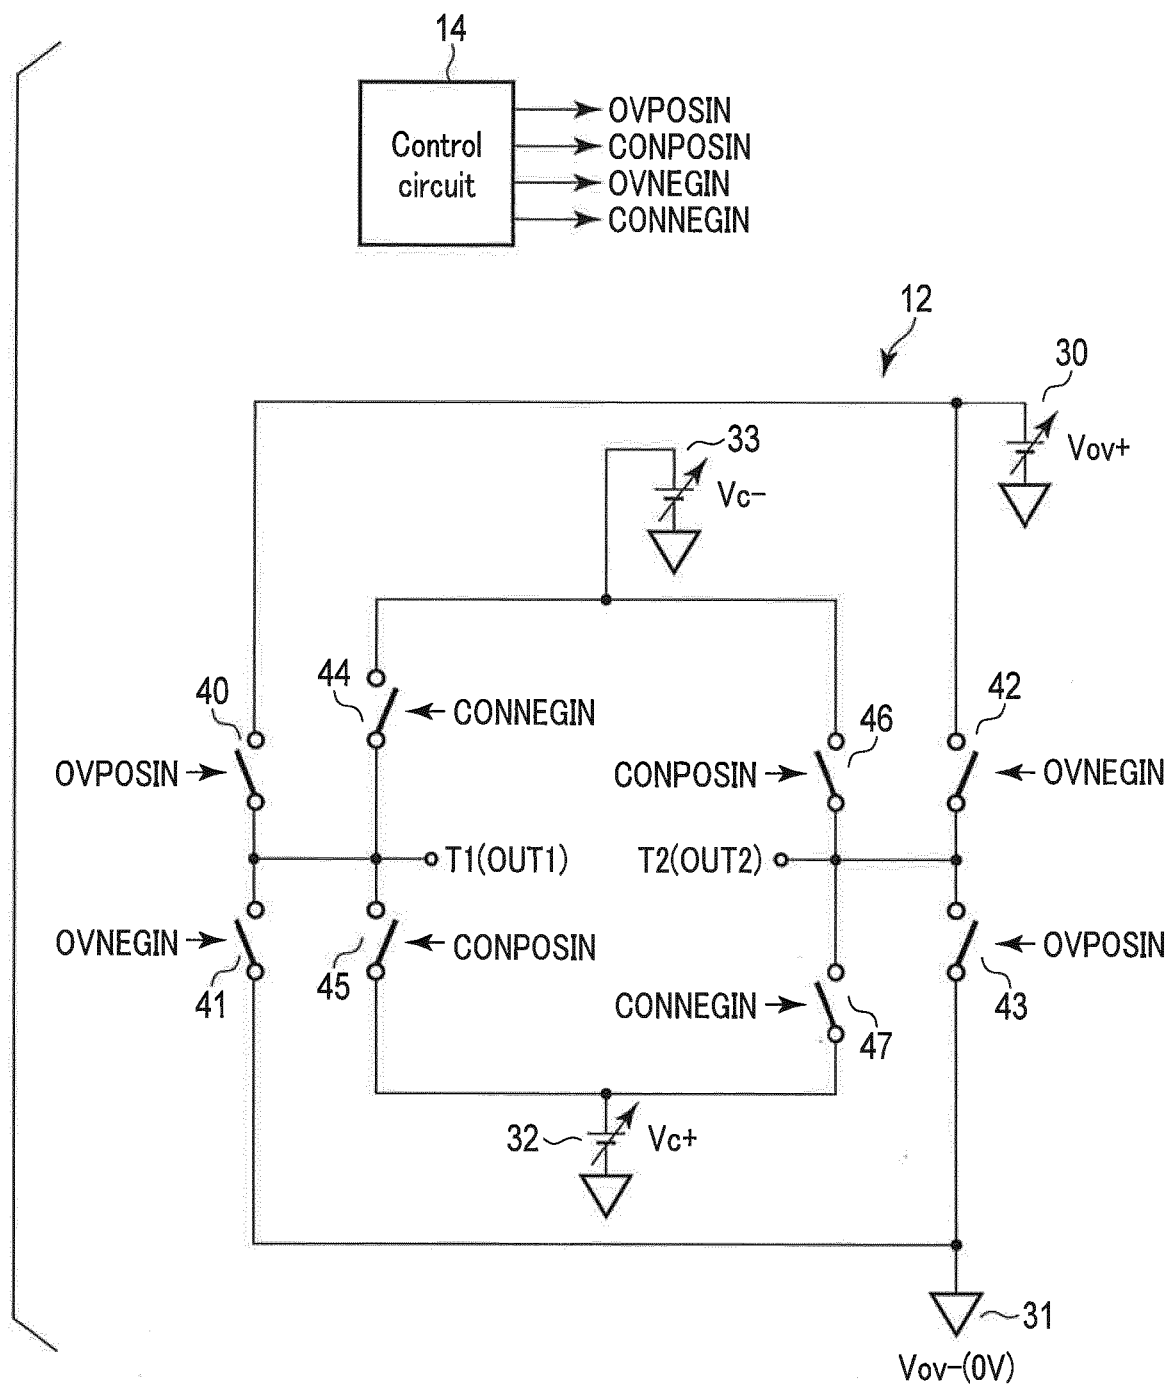 14
Control
circuit
OVPOSIN
CONPOSIN
OVNEGIN
CONNEGIN
12
30
Vov+
33
Vc-
44
CONNEGIN
40
OVPOSIN
46
CONPOSIN
42
OVNEGIN
T1(OUT1)
T2(OUT2)
OVNEGIN
41
45
CONPOSIN
CONNEGIN
47
OVPOSIN
43
32
Vc+
31
Vov-(0V)